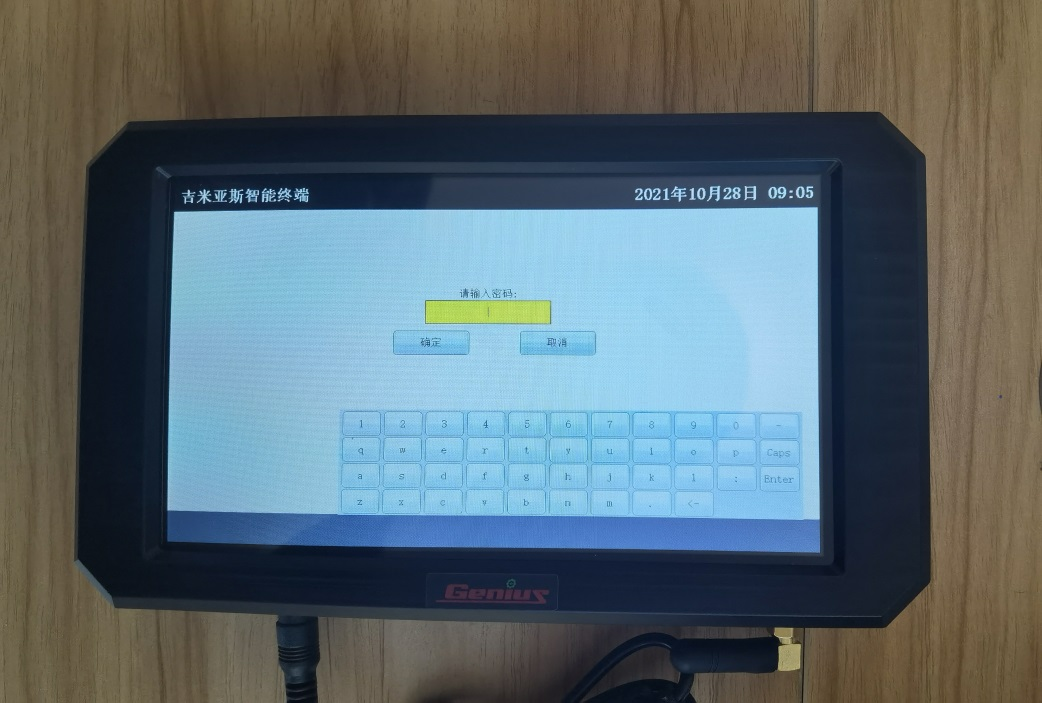 吉米亚斯智能终端 2021年10月28日 09:05
请输入密码:
确定 取消
1 2 3 4 5 6 7 8 9 0 -
q w e r t y u i o p Caps
a s d f g h j k l : Enter
z x c v b n m . <-
Genius